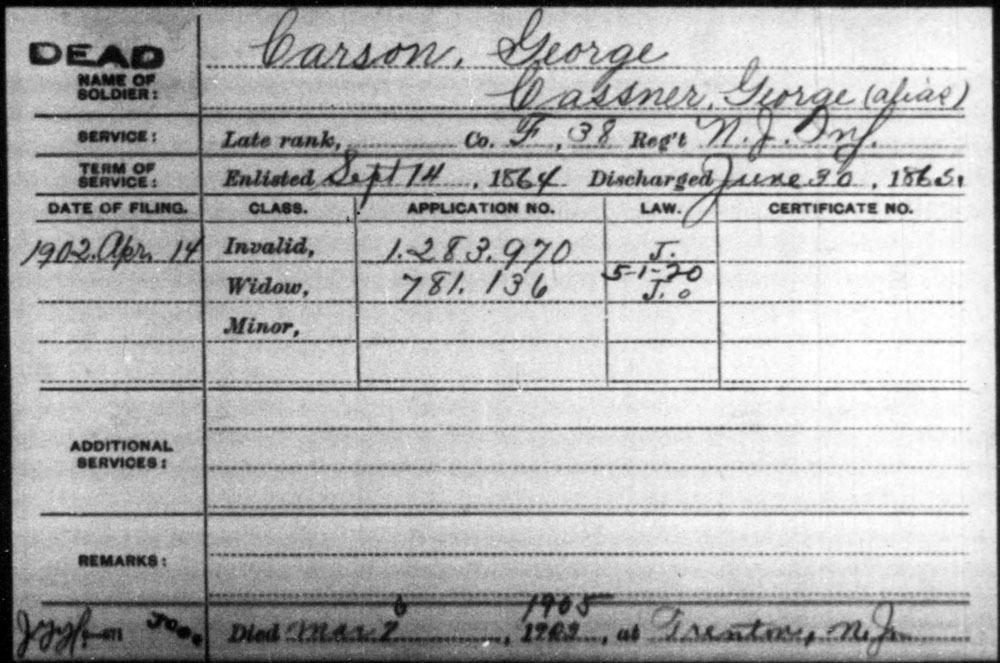 DEAD
Carson, George
NAME OF SOLDIER:
Cassner, George (alias)
SERVICE: Late rank, Co. F, 38 Reg't N.J. Inf.
TERM OF SERVICE: Enlisted Sept 14, 1864 Discharged June 30, 1865.
DATE OF FILING. CLASS. APPLICATION NO. LAW. CERTIFICATE NO.
1902. Apr. 14 Invalid, 1.283.970 J.
5-1-20
Widow, 781.136 J.
Minor,
ADDITIONAL SERVICES:
REMARKS:
6 1905
Died Mar. 2, 1903, at Trenton, N.J.